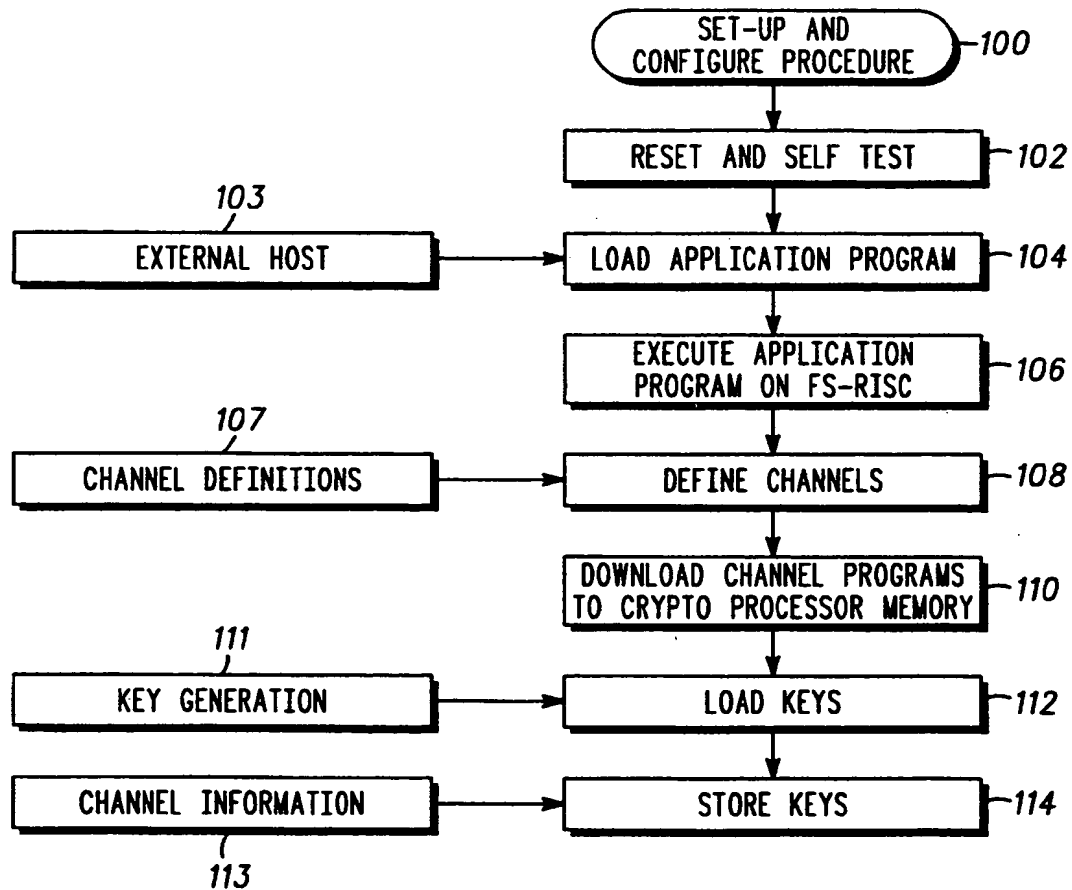 SET-UP AND
CONFIGURE PROCEDURE
100
RESET AND SELF TEST
102
103
EXTERNAL HOST
LOAD APPLICATION PROGRAM
104
EXECUTE APPLICATION
PROGRAM ON FS-RISC
106
107
CHANNEL DEFINITIONS
DEFINE CHANNELS
108
DOWNLOAD CHANNEL PROGRAMS
TO CRYPTO PROCESSOR MEMORY
110
111
KEY GENERATION
LOAD KEYS
112
CHANNEL INFORMATION
STORE KEYS
114
113